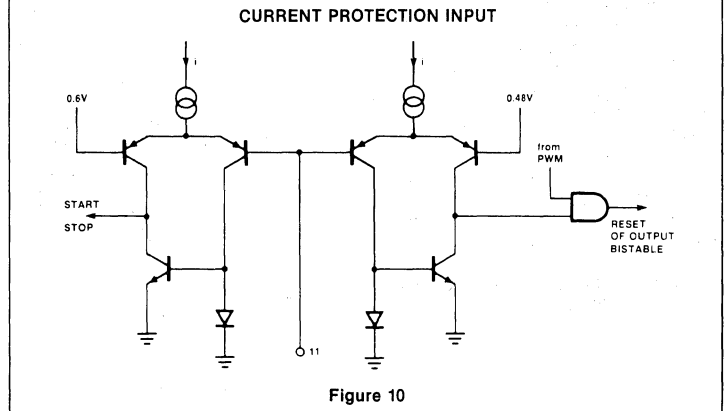 CURRENT PROTECTION INPUT
i
i
0.6V
0.48V
from
PWM
START
STOP
RESET
OF OUTPUT
BISTABLE
11
Figure 10